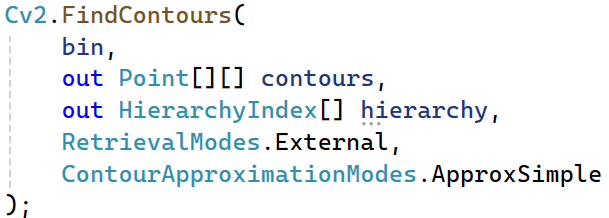 Cv2.FindContours(
    bin,
    out Point[][] contours,
    out HierarchyIndex[] hierarchy,
    RetrievalModes.External,
    ContourApproximationModes.ApproxSimple
);